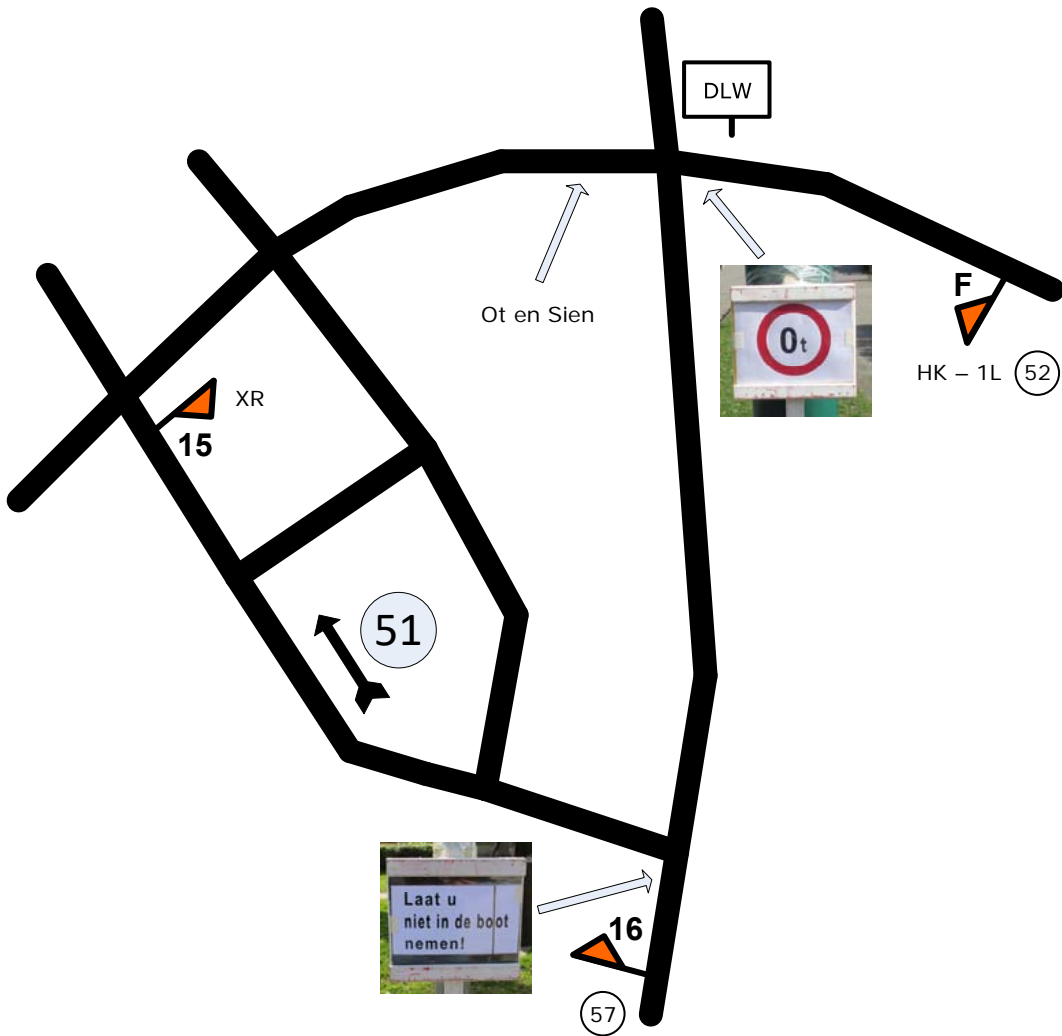 DLW
Ot en Sien
0t
F
HK – 1L
52
XR
15
51
Laat u
niet in de boot
nemen!
16
57